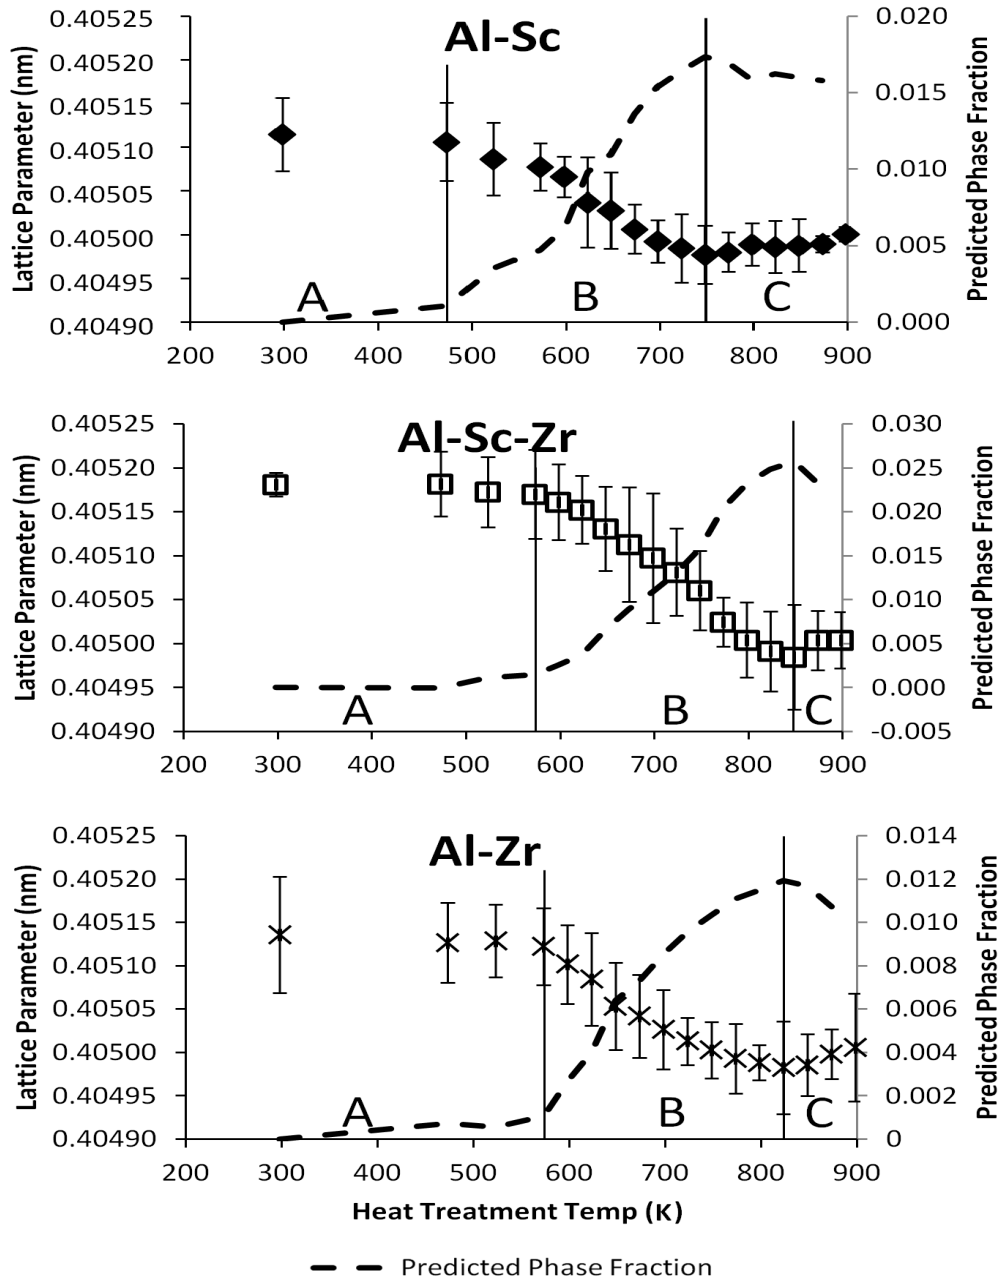 Al-Sc
Lattice Parameter (nm)
0.40525
0.40520
0.40515
0.40510
0.40505
0.40500
0.40495
0.40490
A
B
C
0.020
0.015
0.010
0.005
0.000
Predicted Phase Fraction
200 300 400 500 600 700 800 900
Al-Sc-Zr
Lattice Parameter (nm)
0.40525
0.40520
0.40515
0.40510
0.40505
0.40500
0.40495
0.40490
A
B
C
0.030
0.025
0.020
0.015
0.010
0.005
0.000
-0.005
Predicted Phase Fraction
200 300 400 500 600 700 800 900
Al-Zr
Lattice Parameter (nm)
0.40525
0.40520
0.40515
0.40510
0.40505
0.40500
0.40495
0.40490
A
B
C
0.014
0.012
0.010
0.008
0.006
0.004
0.002
0
Predicted Phase Fraction
200 300 400 500 600 700 800 900
Heat Treatment Temp (K)
Predicted Phase Fraction